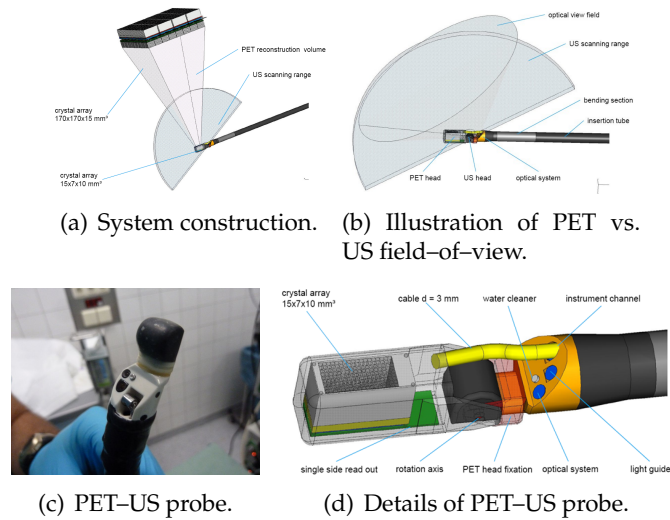 optical view field
PET reconstruction volume
US scanning range
US scanning range
bending section
crystal array
170x170x15 mm³
insertion tube
crystal array
15x7x10 mm³
PET head
US head
optical system
(a) System construction.
(b) Illustration of PET vs.
US field–of–view.
crystal array
15x7x10 mm³
cable d = 3 mm
water cleaner
instrument channel
single side read out
rotation axis
PET head fixation
optical system
light guide
(c) PET–US probe.
(d) Details of PET–US probe.